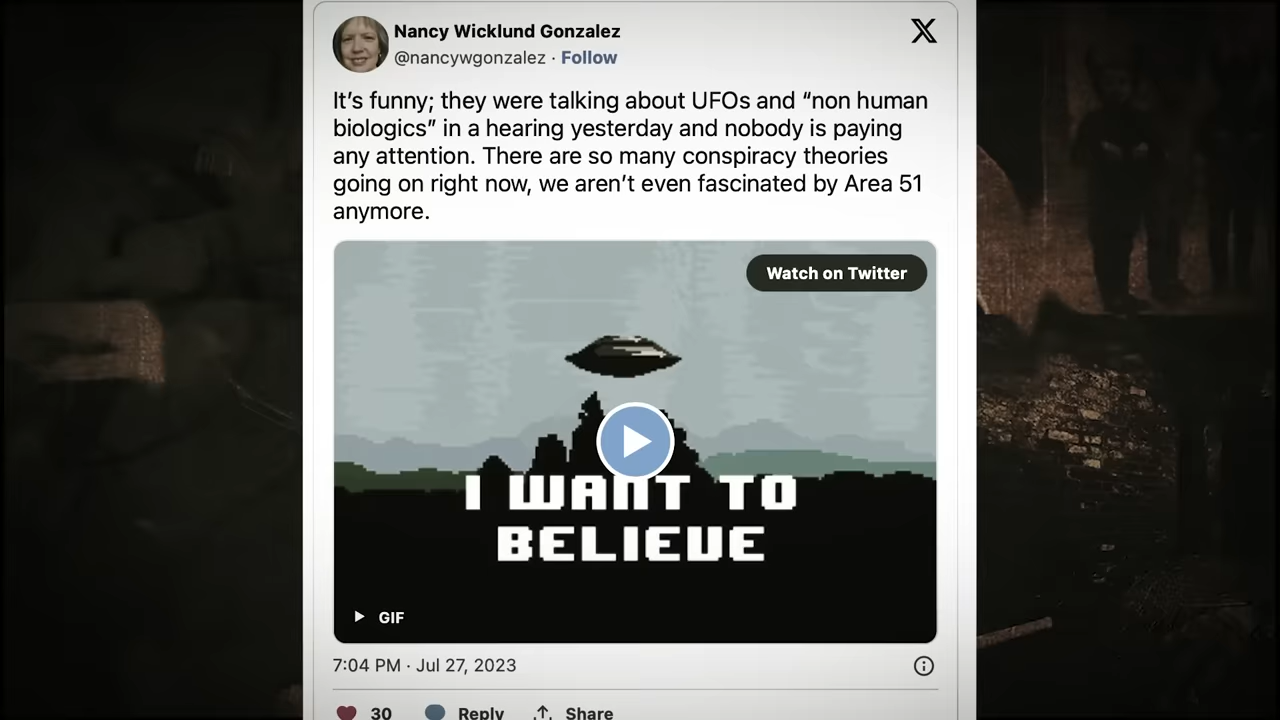 Nancy Wicklund Gonzalez
@nancywgonzalez · Follow
It’s funny; they were talking about UFOs and “non human
biologics” in a hearing yesterday and nobody is paying
any attention. There are so many conspiracy theories
going on right now, we aren’t even fascinated by Area 51
anymore.
Watch on Twitter
I WANT TO
BELIEVE
GIF
7:04 PM · Jul 27, 2023
30 Reply Share